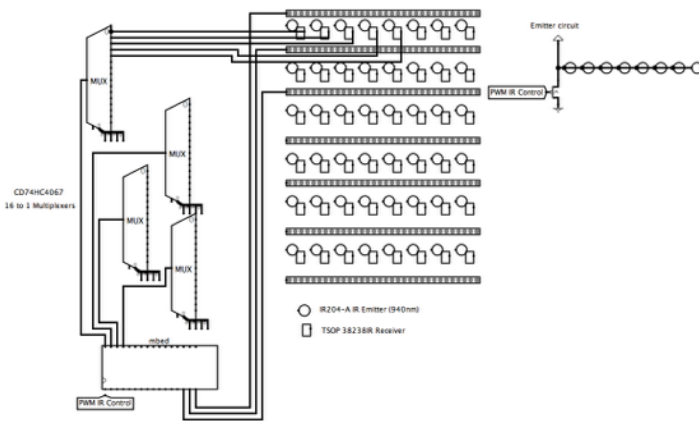 Emitter circuit
MUX
PWM IR Control
MUX
CD74HC4067
16 to 1 Multiplexers
MUX
MUX
IR204-A IR Emitter (940nm)
TSOP 38238IR Receiver
mbed
PWM IR Control